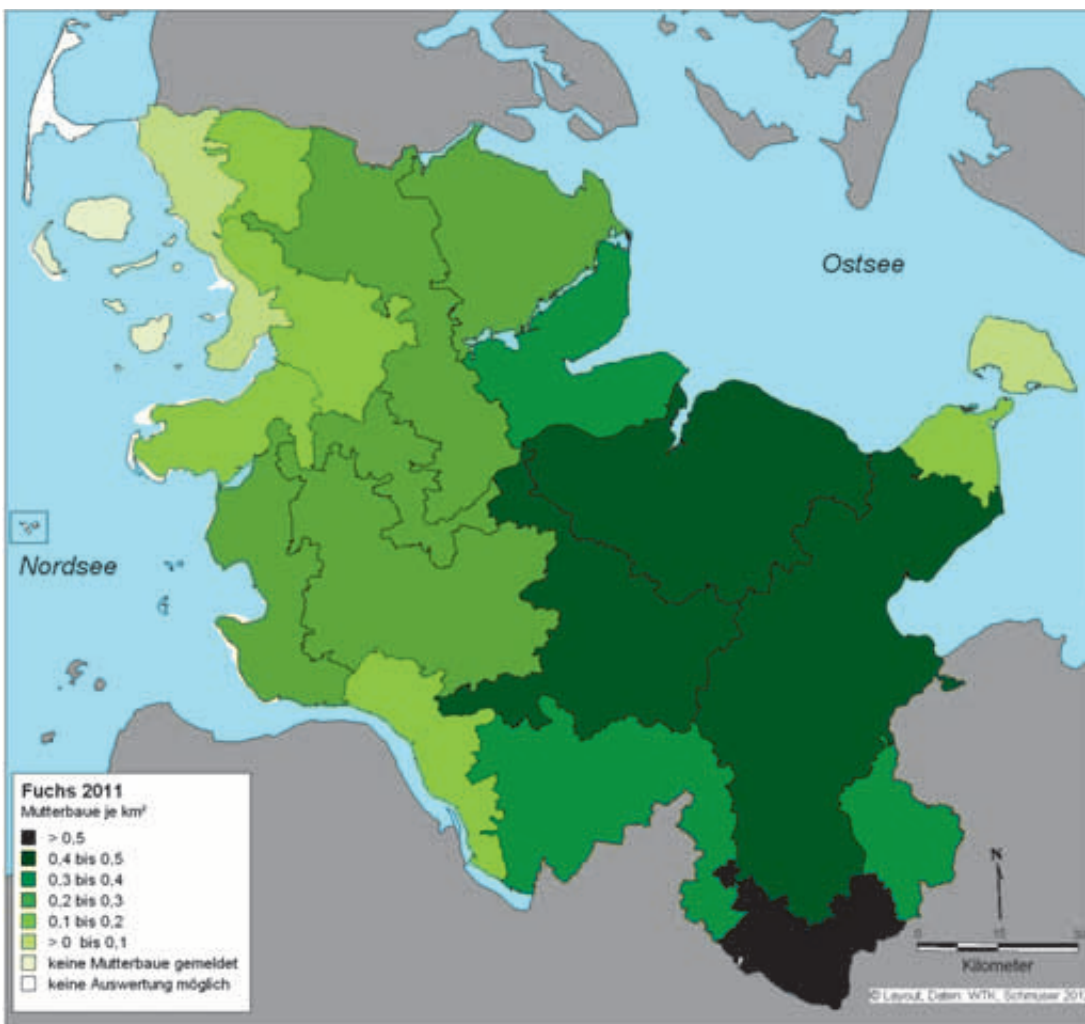 Ostsee
Nordsee
Fuchs 2011
Mutterbaue je km²
> 0,5
0,4 bis 0,5
0,3 bis 0,4
0,2 bis 0,3
0,1 bis 0,2
> 0 bis 0,1
keine Mutterbaue gemeldet
keine Auswertung möglich
N
0 15
Kilometer
© Layout, Daten: WTK, Schmüser